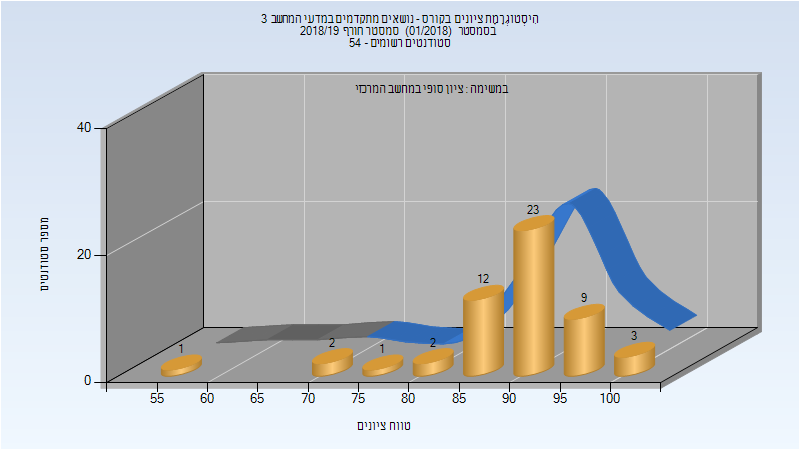 הִיסְטוֹגְרָמַת ציונים בקורס - נושאים מתקדמים במדעי המחשב 3
בסמסטר (01/2018) סמסטר חורף 2018/19
סטודנטים רשומים - 54
במשימה : ציון סופי במחשב המרכזי
מספר סטודנטים
40
20
0
1
2
1
2
12
23
9
3
55 60 65 70 75 80 85 90 95 100
טווח ציונים